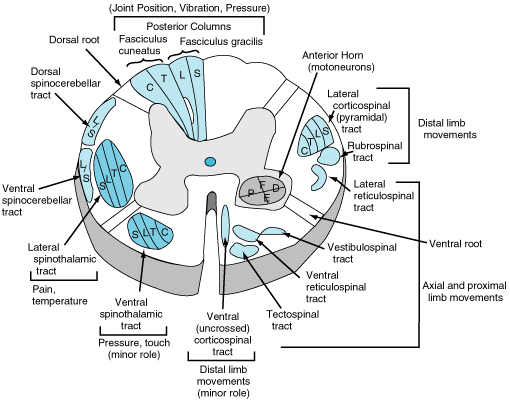 (Joint Position, Vibration, Pressure)
Posterior Columns
Fasciculus
cuneatus
Fasciculus gracilis
Dorsal root
Dorsal
spinocerebellar
tract
C T L S
Anterior Horn
(motoneurons)
Lateral
corticospinal
(pyramidal)
tract
Distal limb
movements
Rubrospinal
tract
L
S
C T L S
L
S
S L T C
P F E D
Lateral
reticulospinal
tract
Ventral
spinocerebellar
tract
S L T C
Ventral root
Vestibulospinal
tract
Lateral
spinothalamic
tract
Ventral
reticulospinal
tract
Axial and proximal
limb movements
Pain,
temperature
Ventral
spinothalamic
tract
Ventral
(uncrossed)
corticospinal
tract
Tectospinal
tract
Pressure, touch
(minor role)
Distal limb
movements
(minor role)